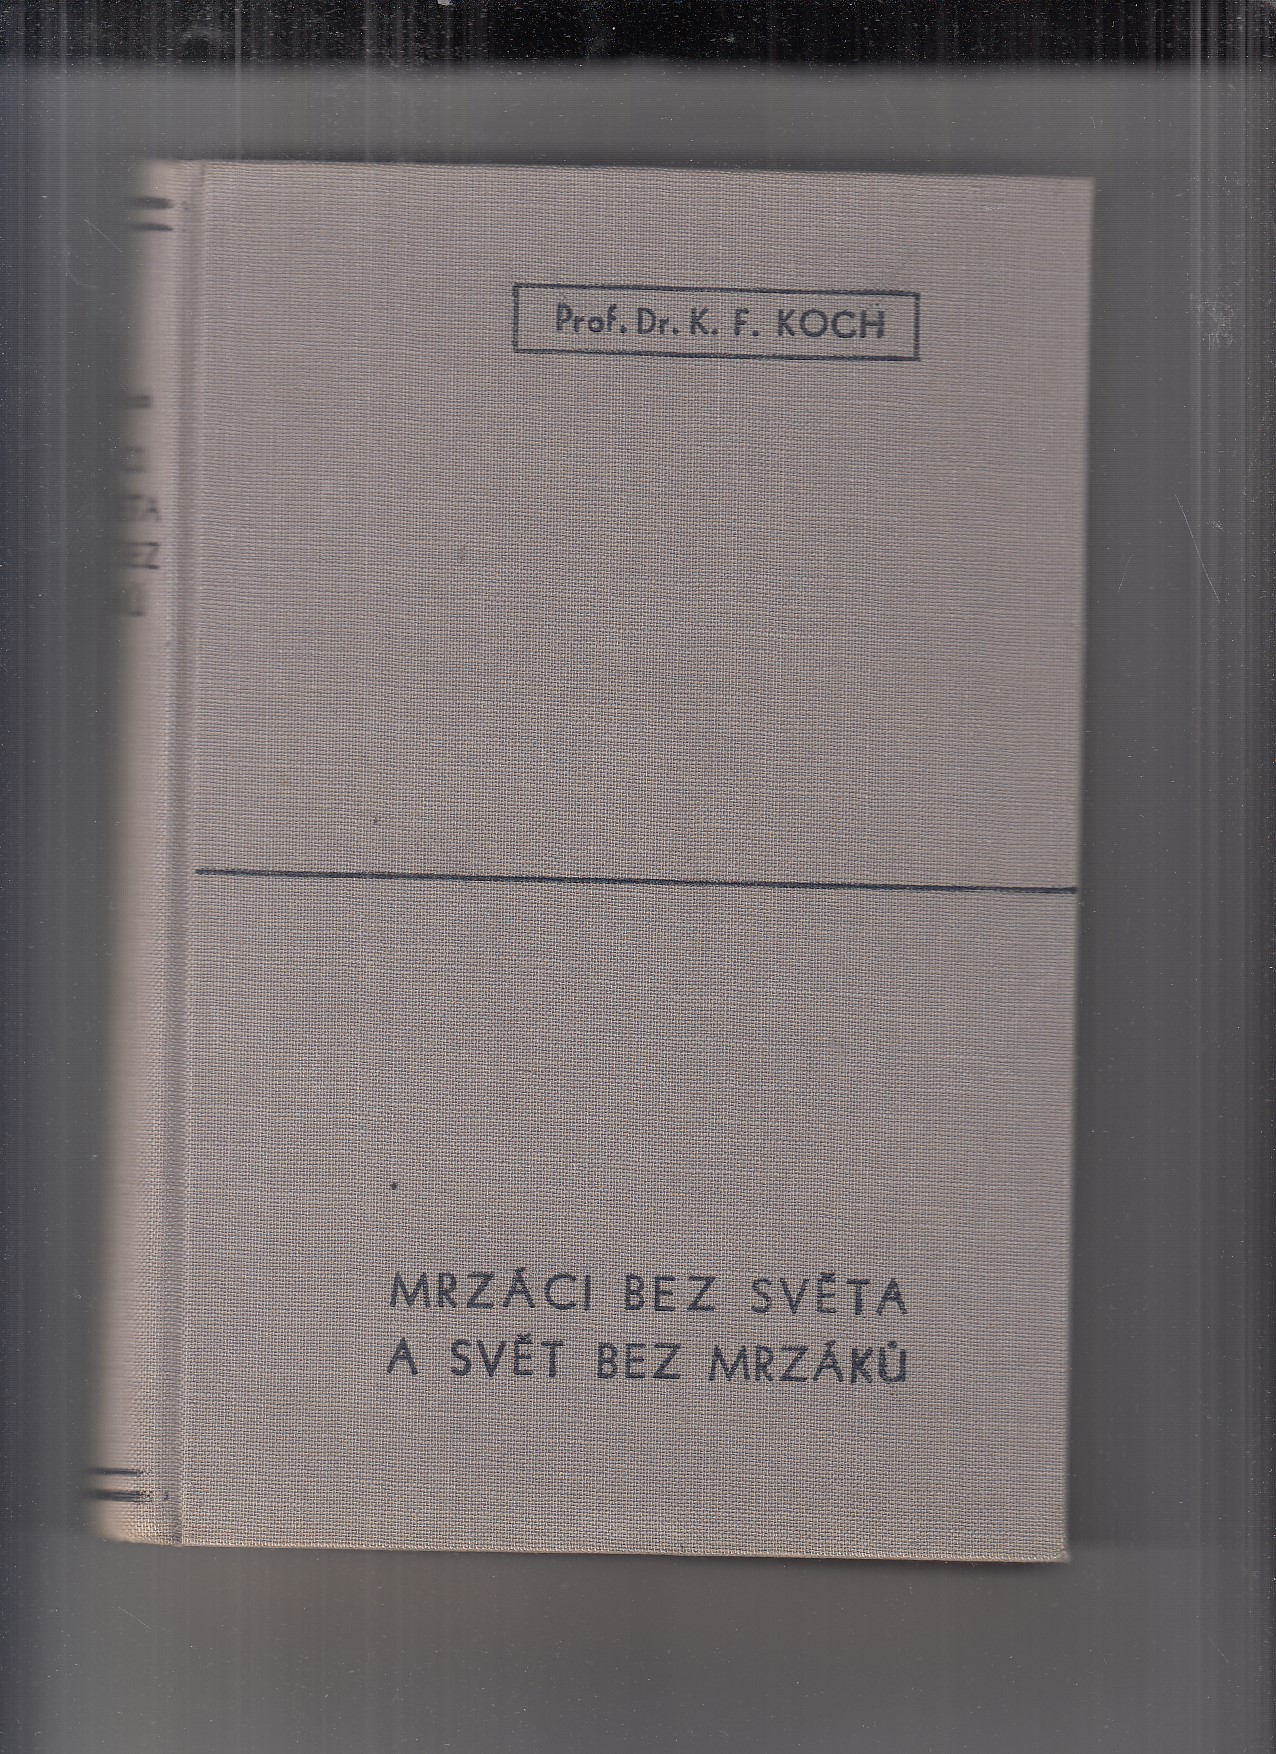 Prof. Dr. K. F. KOCH
MRZÁCI BEZ SVĚTA
A SVĚT BEZ MRZÁKŮ